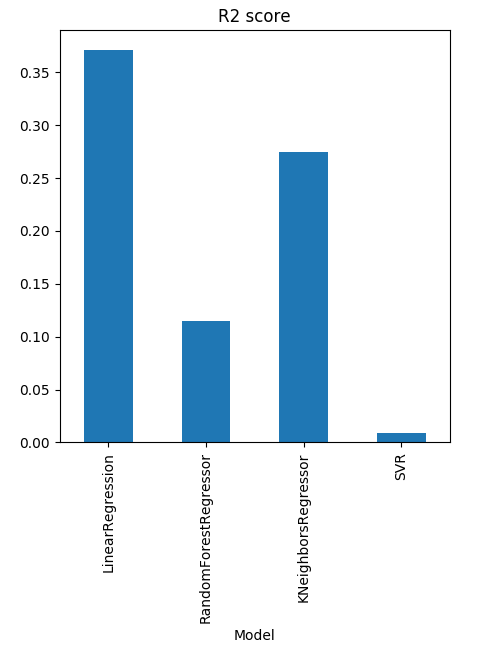 R2 score
0.35
0.30
0.25
0.20
0.15
0.10
0.05
0.00
LinearRegression
RandomForestRegressor
KNeighborsRegressor
SVR
Model